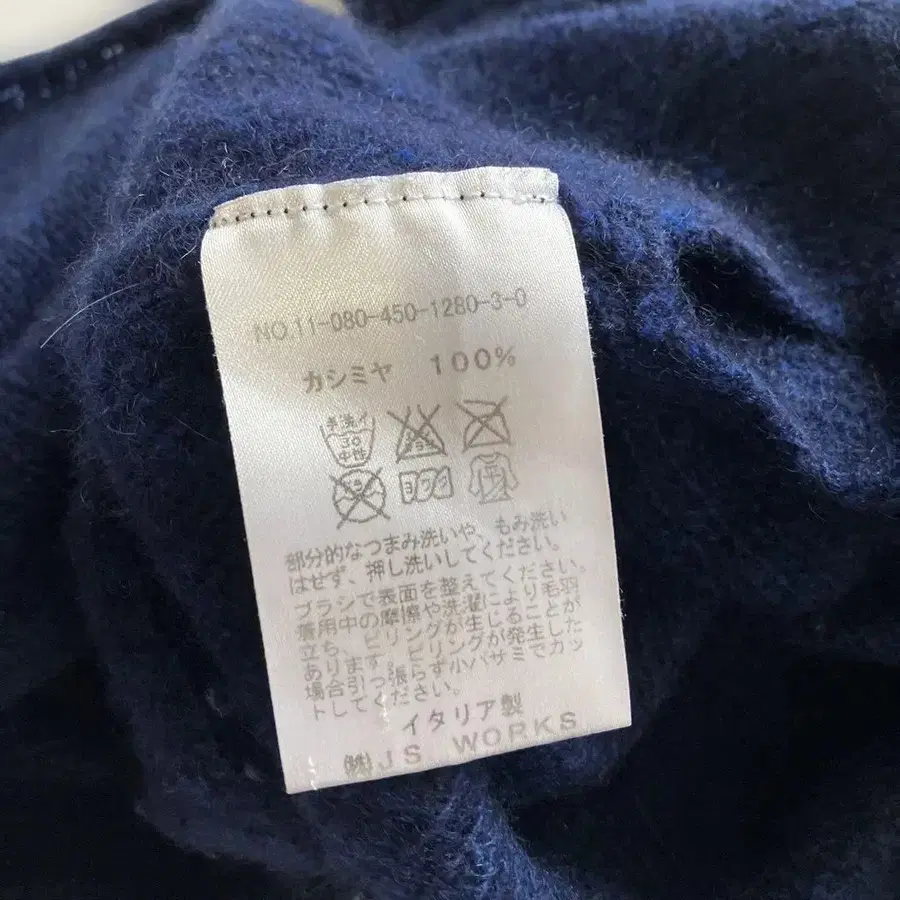 NO.11-080-450-1280-3-0
カシミヤ 100%
手洗イ
30
中性
部分的なつまみ洗いや、もみ洗い
はせず、押し洗いしてください。
ブラシで表面を整えてください。
着用中の摩擦や洗濯により毛羽
立ち、ピリングが生じることが
あります。ピリングが発生した
場合、引っ張らず小バサミでカッ
トしてください。
イタリア製
㈱JS WORKS